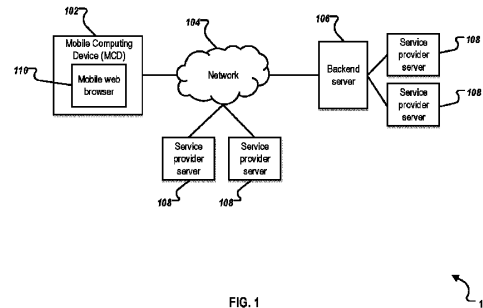 102
Mobile Computing
Device (MCD)
110
Mobile web
browser
104
Network
106
Backend
server
Service
provider
server
108
Service
provider
server
108
Service
provider
server
108
Service
provider
server
108
FIG. 1
1